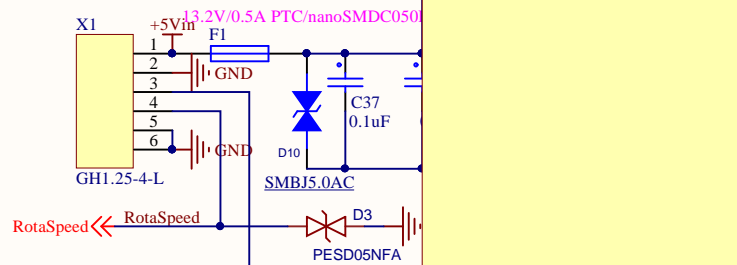 13.2V/0.5A PTC/nanoSMDC050
X1
+5Vin
F1
1
2
GND
3
4
C37
0.1uF
5
6
GND
D10
GH1.25-4-L
SMBJ5.0AC
RotaSpeed
RotaSpeed
D3
PESD05NFA